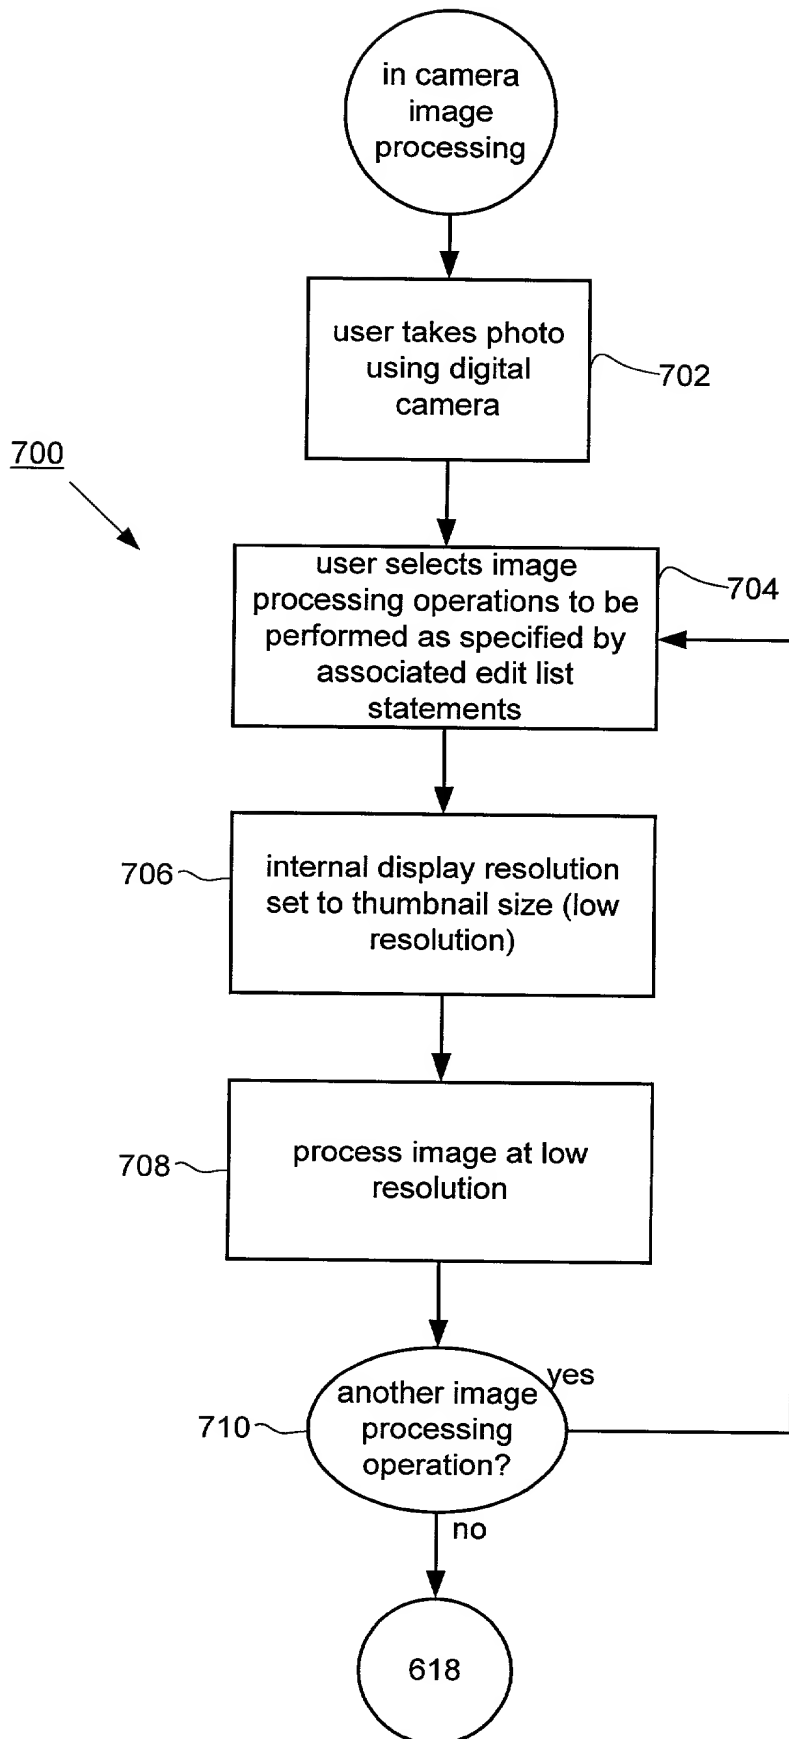 in camera
image
processing
user takes photo
using digital
camera
702
700
user selects image
processing operations to be
performed as specified by
associated edit list
statements
704
706
internal display resolution
set to thumbnail size (low
resolution)
708
process image at low
resolution
yes
another image
processing
operation?
710
no
618